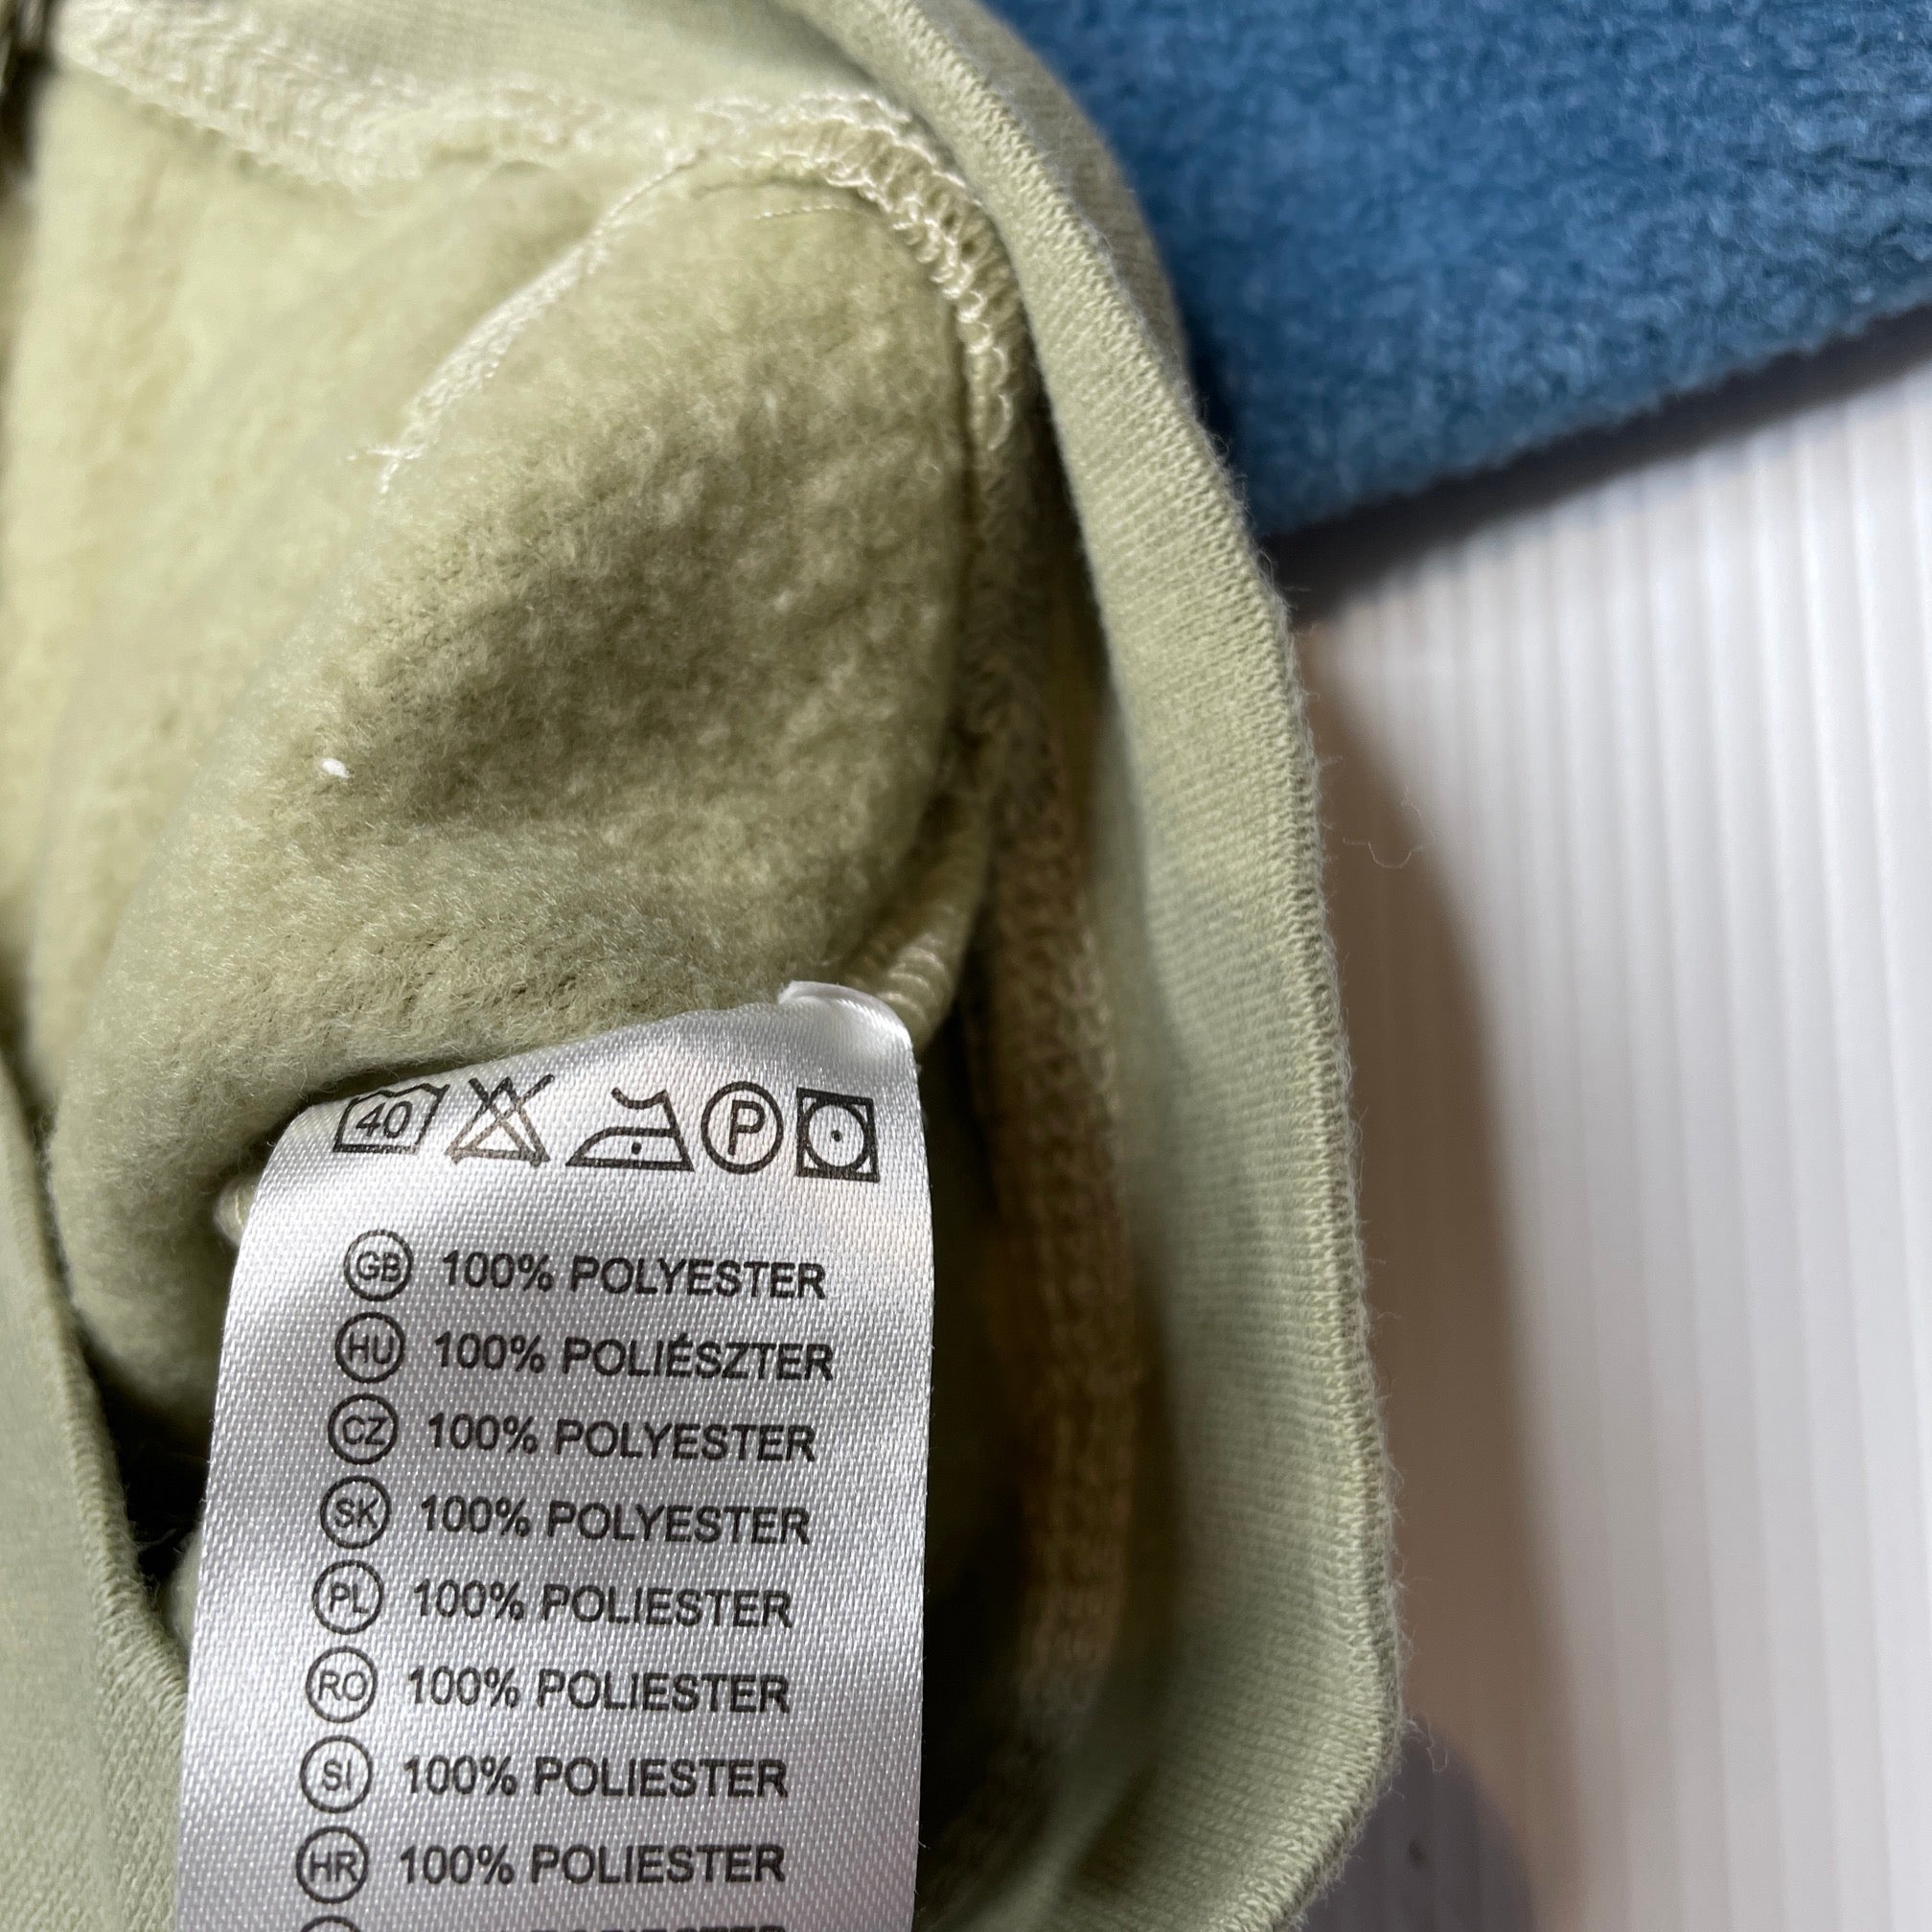 40 P
GB 100% POLYESTER
HU 100% POLIÉSZTER
CZ 100% POLYESTER
SK 100% POLYESTER
PL 100% POLIESTER
RO 100% POLIESTER
SI 100% POLIESTER
HR 100% POLIESTER